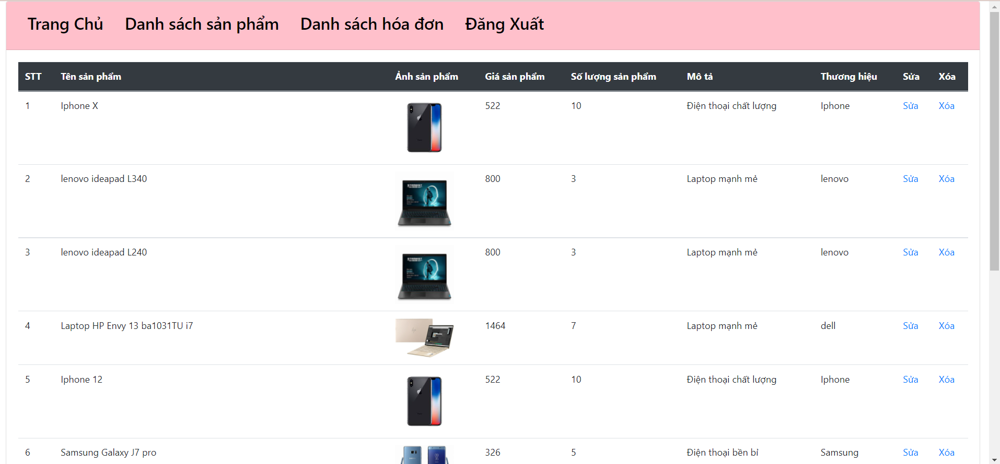 Trang Chủ Danh sách sản phẩm Danh sách hóa đơn Đăng Xuất
STT Tên sản phẩm Ảnh sản phẩm Giá sản phẩm Số lượng sản phẩm Mô tả Thương hiệu Sửa Xóa
1 Iphone X 522 10 Điện thoại chất lượng Iphone Sửa Xóa
2 lenovo ideapad L340 800 3 Laptop mạnh mẻ lenovo Sửa Xóa
3 lenovo ideapad L240 800 3 Laptop mạnh mẻ lenovo Sửa Xóa
4 Laptop HP Envy 13 ba1031TU i7 1464 7 Laptop mạnh mẻ dell Sửa Xóa
5 Iphone 12 522 10 Điện thoại chất lượng Iphone Sửa Xóa
6 Samsung Galaxy J7 pro 326 5 Điện thoại bền bỉ Samsung Sửa Xóa